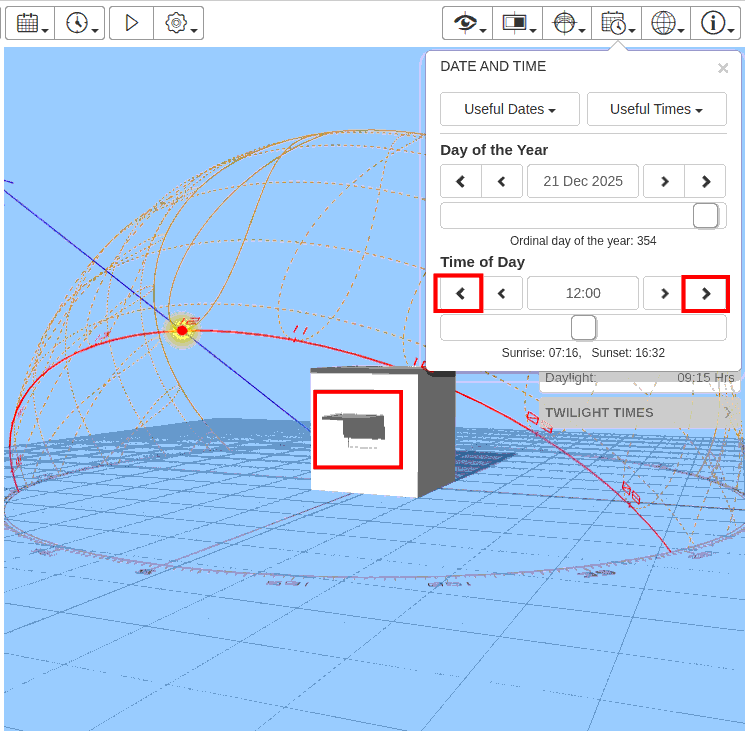 DATE AND TIME
Useful Dates
Useful Times
Day of the Year
21 Dec 2025
Ordinal day of the year: 354
Time of Day
12:00
Sunrise: 07:16, Sunset: 16:32
Daylight: 09:15 Hrs
TWILIGHT TIMES